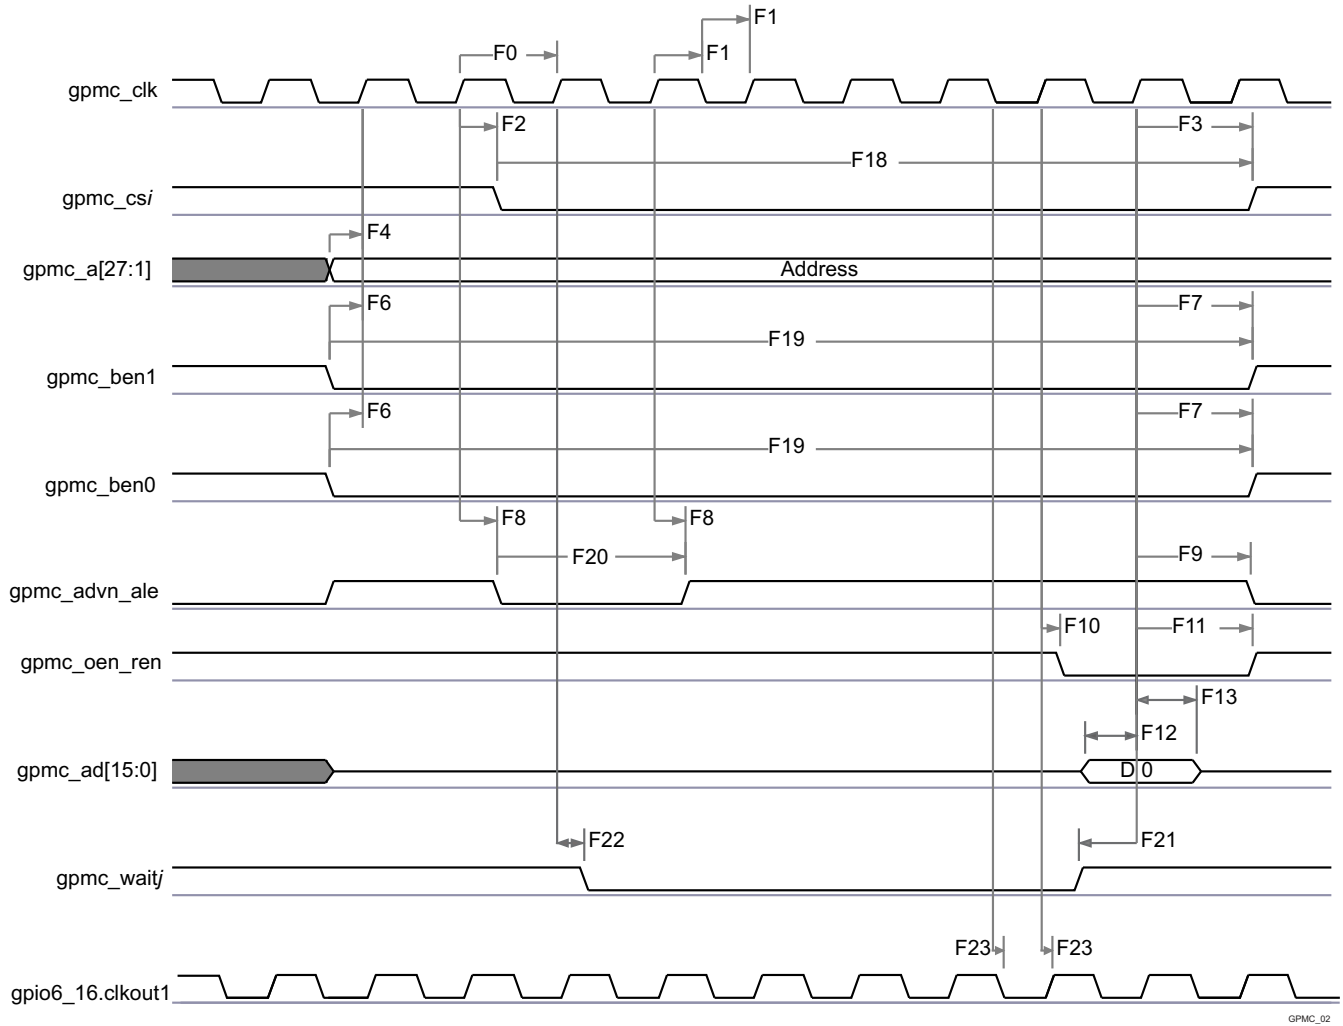 F1
F0
F1
gpmc_clk
F2
F3
F18
gpmc_csi
F4
gpmc_a[27:1]
Address
F6
F7
F19
gpmc_ben1
F6
F7
F19
gpmc_ben0
F8
F8
F20
F9
gpmc_advn_ale
F10
F11
gpmc_oen_ren
F13
F12
gpmc_ad[15:0]
D 0
F22
F21
gpmc_waitj
F23
F23
gpio6_16.clkout1
GPMC_02